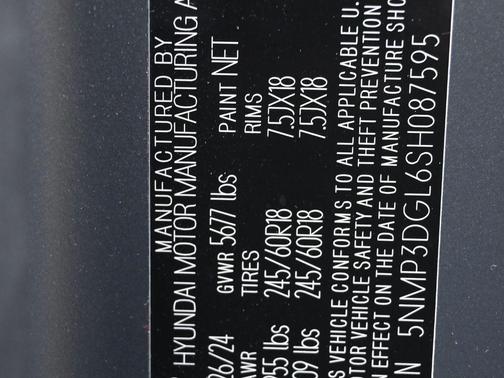 MANUFACTURED BY
HYUNDAI MOTOR MANUFACTURING A
26/24 GVWR 5677 lbs PAINT NET
AWR TIRES RIMS
55 lbs 245/60R18 7.5JX18
09 lbs 245/60R18 7.5JX18
S VEHICLE CONFORMS TO ALL APPLICABLE U.
TOR VEHICLE SAFETY AND THEFT PREVENTION
N EFFECT ON THE DATE OF MANUFACTURE SHO
N 5NMP3DGL6SH087595